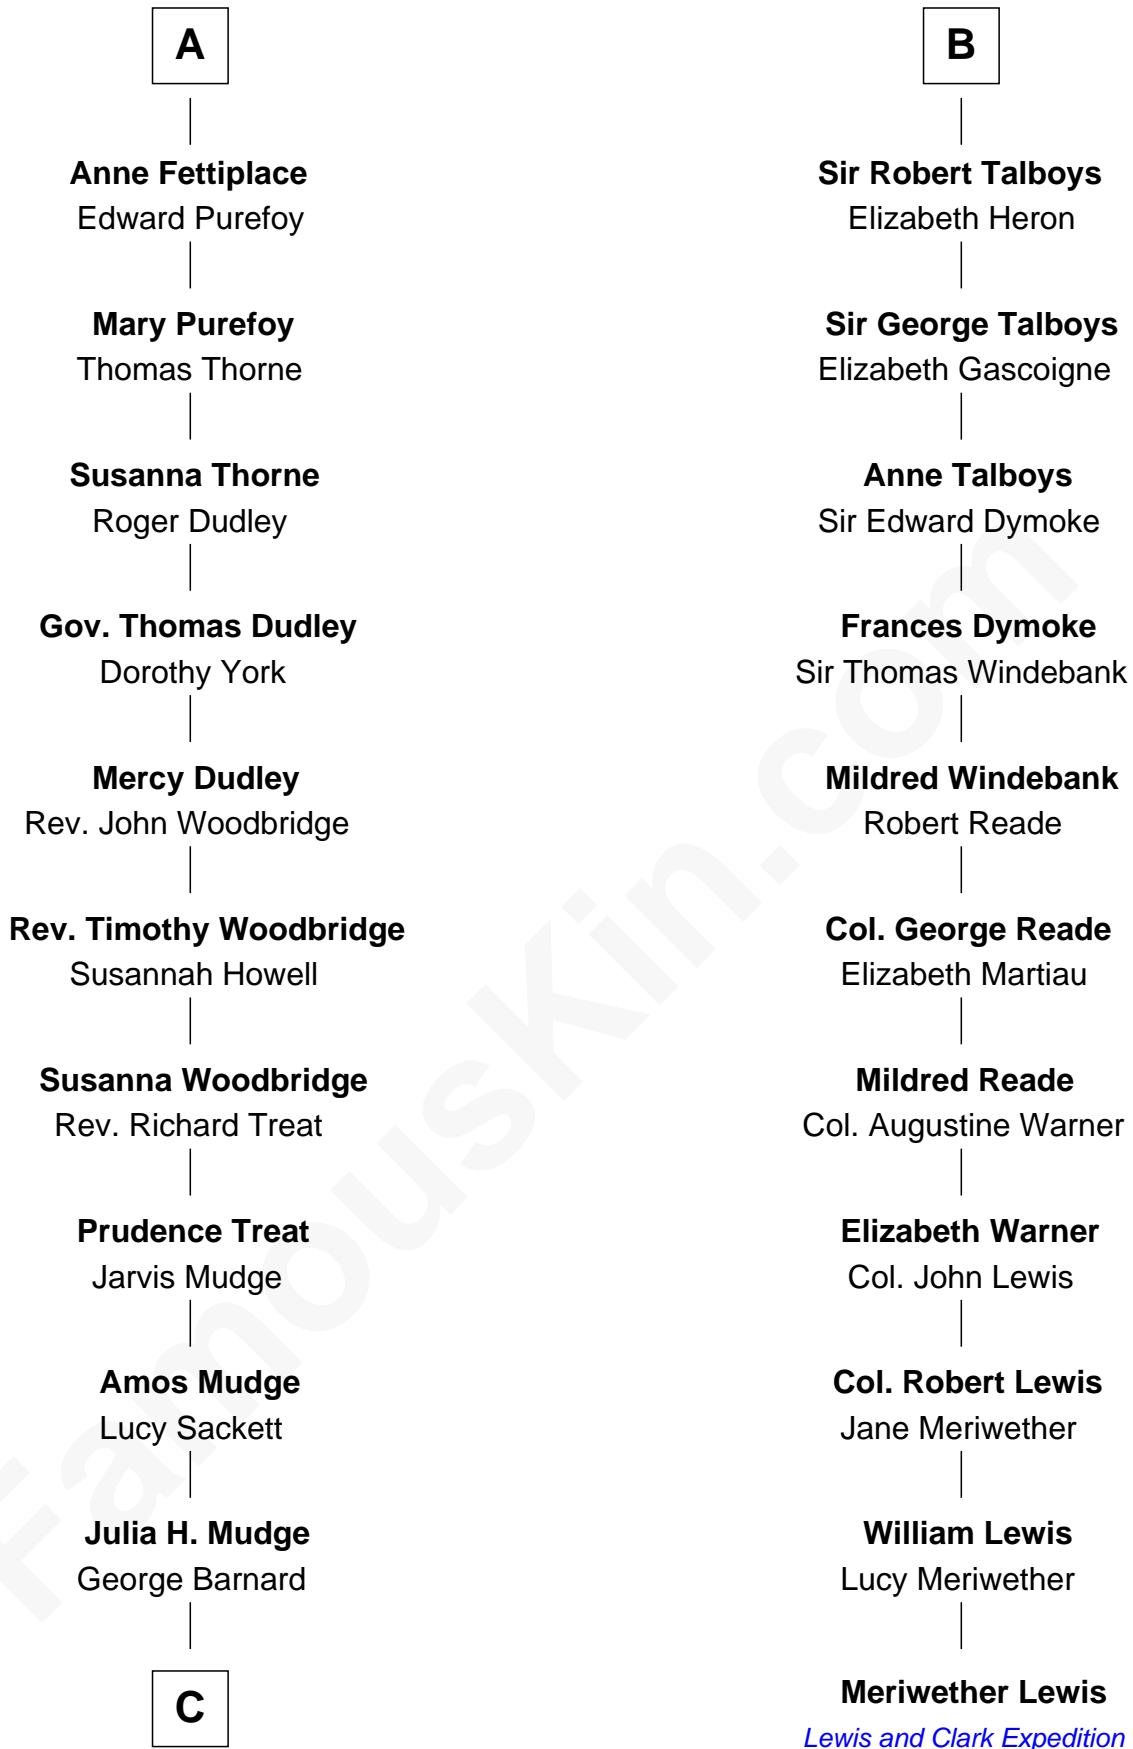 A
Anne Fettiplace
Edward Purefoy
Mary Purefoy
Thomas Thorne
Susanna Thorne
Roger Dudley
Gov. Thomas Dudley
Dorothy York
Mercy Dudley
Rev. John Woodbridge
Rev. Timothy Woodbridge
Susannah Howell
Susanna Woodbridge
Rev. Richard Treat
Prudence Treat
Jarvis Mudge
Amos Mudge
Lucy Sackett
Julia H. Mudge
George Barnard
C
B
Sir Robert Talboys
Elizabeth Heron
Sir George Talboys
Elizabeth Gascoigne
Anne Talboys
Sir Edward Dymoke
Frances Dymoke
Sir Thomas Windebank
Mildred Windebank
Robert Reade
Col. George Reade
Elizabeth Martiau
Mildred Reade
Col. Augustine Warner
Elizabeth Warner
Col. John Lewis
Col. Robert Lewis
Jane Meriwether
William Lewis
Lucy Meriwether
Meriwether Lewis
Lewis and Clark Expedition
FamousKin.com